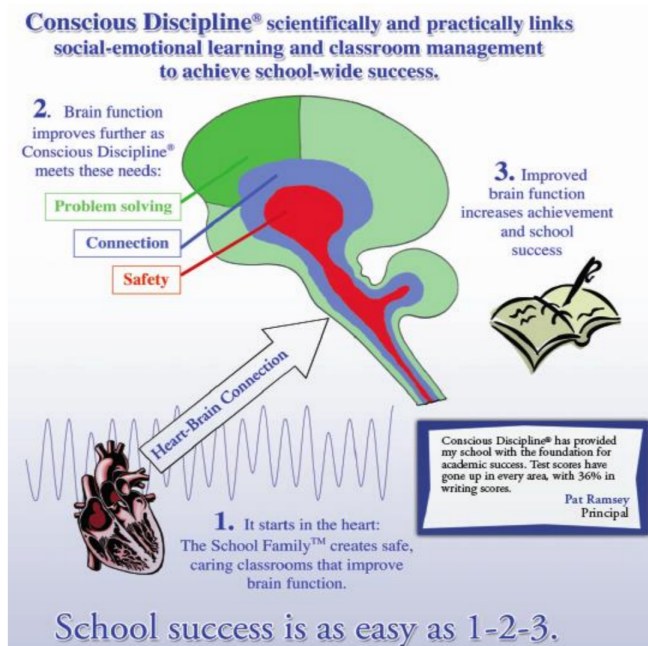 Conscious Discipline® scientifically and practically links
social-emotional learning and classroom management
to achieve school-wide success.
2. Brain function
improves further as
Conscious Discipline®
meets these needs:
Problem solving
Connection
Safety
3. Improved
brain function
increases achievement
and school
success
Heart-Brain Connection
Conscious Discipline® has provided
my school with the foundation for
academic success. Test scores have
gone up in every area, with 36% in
writing scores.
Pat Ramsey
Principal
1. It starts in the heart:
The School Family™ creates safe,
caring classrooms that improve
brain function.
School success is as easy as 1-2-3.